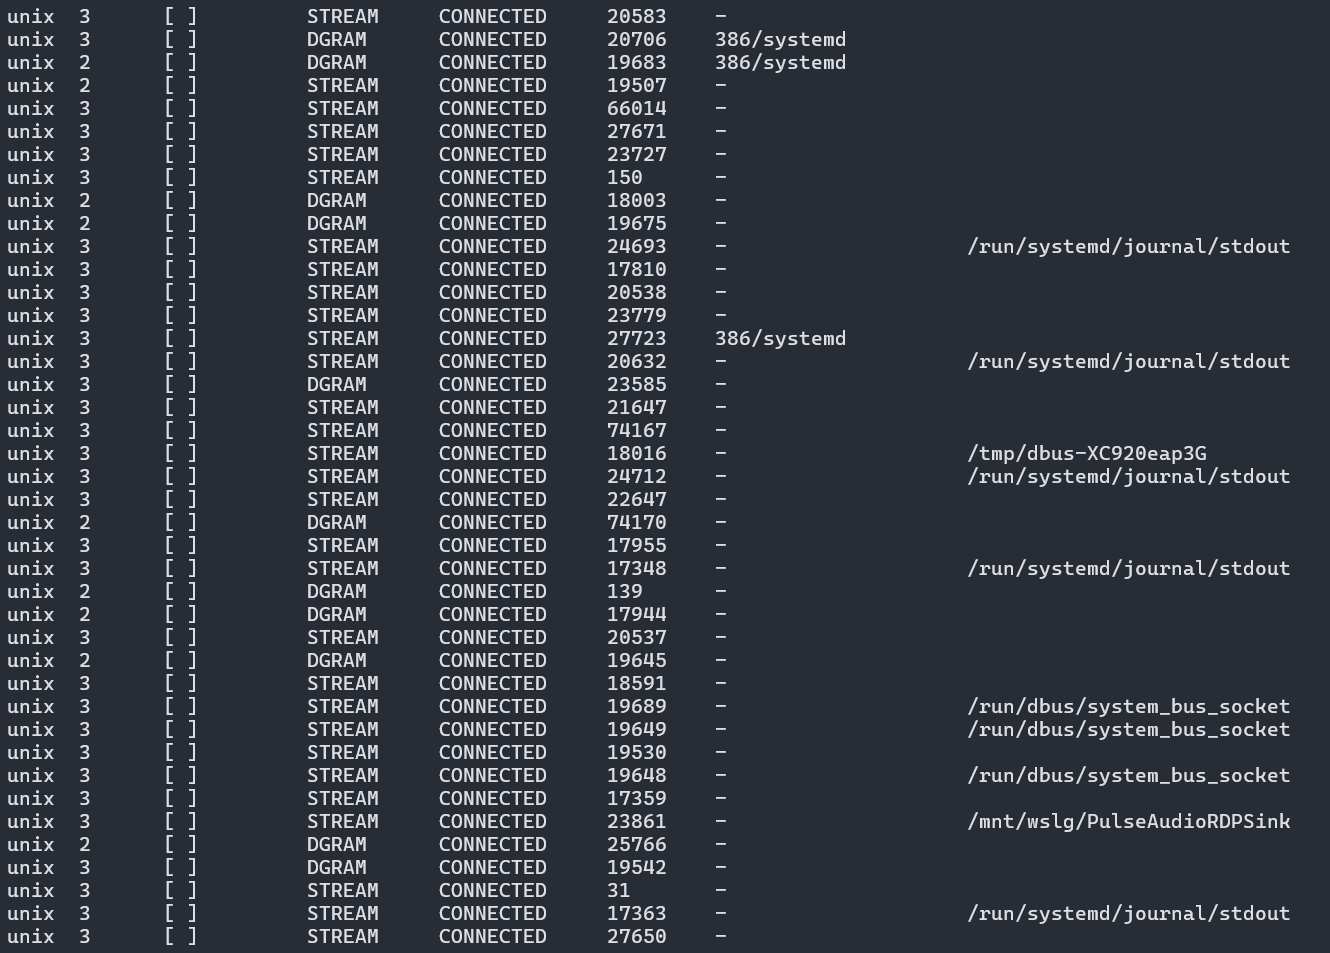 unix  3      [ ]         STREAM     CONNECTED     20583    -
unix  3      [ ]         DGRAM      CONNECTED     20706    386/systemd
unix  2      [ ]         DGRAM      CONNECTED     19683    386/systemd
unix  2      [ ]         STREAM     CONNECTED     19507    -
unix  3      [ ]         STREAM     CONNECTED     66014    -
unix  3      [ ]         STREAM     CONNECTED     27671    -
unix  3      [ ]         STREAM     CONNECTED     23727    -
unix  3      [ ]         STREAM     CONNECTED     150      -
unix  2      [ ]         DGRAM      CONNECTED     18003    -
unix  2      [ ]         DGRAM      CONNECTED     19675    -
unix  3      [ ]         STREAM     CONNECTED     24693    -                    /run/systemd/journal/stdout
unix  3      [ ]         STREAM     CONNECTED     17810    -
unix  3      [ ]         STREAM     CONNECTED     20538    -
unix  3      [ ]         STREAM     CONNECTED     23779    -
unix  3      [ ]         STREAM     CONNECTED     27723    386/systemd
unix  3      [ ]         STREAM     CONNECTED     20632    -                    /run/systemd/journal/stdout
unix  3      [ ]         DGRAM      CONNECTED     23585    -
unix  3      [ ]         STREAM     CONNECTED     21647    -
unix  3      [ ]         STREAM     CONNECTED     74167    -
unix  3      [ ]         STREAM     CONNECTED     18016    -                    /tmp/dbus-XC920eap3G
unix  3      [ ]         STREAM     CONNECTED     24712    -                    /run/systemd/journal/stdout
unix  3      [ ]         STREAM     CONNECTED     22647    -
unix  2      [ ]         DGRAM      CONNECTED     74170    -
unix  3      [ ]         STREAM     CONNECTED     17955    -
unix  3      [ ]         STREAM     CONNECTED     17348    -                    /run/systemd/journal/stdout
unix  2      [ ]         DGRAM      CONNECTED     139      -
unix  2      [ ]         DGRAM      CONNECTED     17944    -
unix  3      [ ]         STREAM     CONNECTED     20537    -
unix  2      [ ]         DGRAM      CONNECTED     19645    -
unix  3      [ ]         STREAM     CONNECTED     18591    -
unix  3      [ ]         STREAM     CONNECTED     19689    -                    /run/dbus/system_bus_socket
unix  3      [ ]         STREAM     CONNECTED     19649    -                    /run/dbus/system_bus_socket
unix  3      [ ]         STREAM     CONNECTED     19530    -
unix  3      [ ]         STREAM     CONNECTED     19648    -                    /run/dbus/system_bus_socket
unix  3      [ ]         STREAM     CONNECTED     17359    -
unix  3      [ ]         STREAM     CONNECTED     23861    -                    /mnt/wslg/PulseAudioRDPSink
unix  2      [ ]         DGRAM      CONNECTED     25766    -
unix  3      [ ]         DGRAM      CONNECTED     19542    -
unix  3      [ ]         STREAM     CONNECTED     31       -
unix  3      [ ]         STREAM     CONNECTED     17363    -                    /run/systemd/journal/stdout
unix  3      [ ]         STREAM     CONNECTED     27650    -